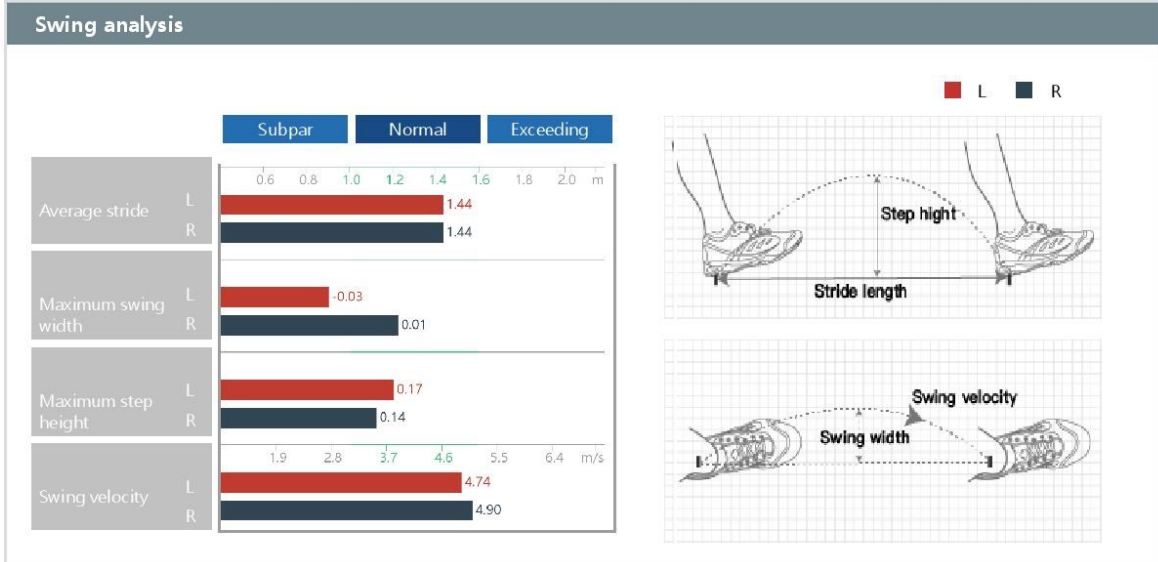 Swing analysis
L R
Subpar Normal Exceeding
0.6 0.8 1.0 1.2 1.4 1.6 1.8 2.0 m
Average stride
L 1.44
R 1.44
Maximum swing
width
L -0.03
R 0.01
Maximum step
height
L 0.17
R 0.14
1.9 2.8 3.7 4.6 5.5 6.4 m/s
Swing velocity
L 4.74
R 4.90
Step hight
Stride length
Swing velocity
Swing width